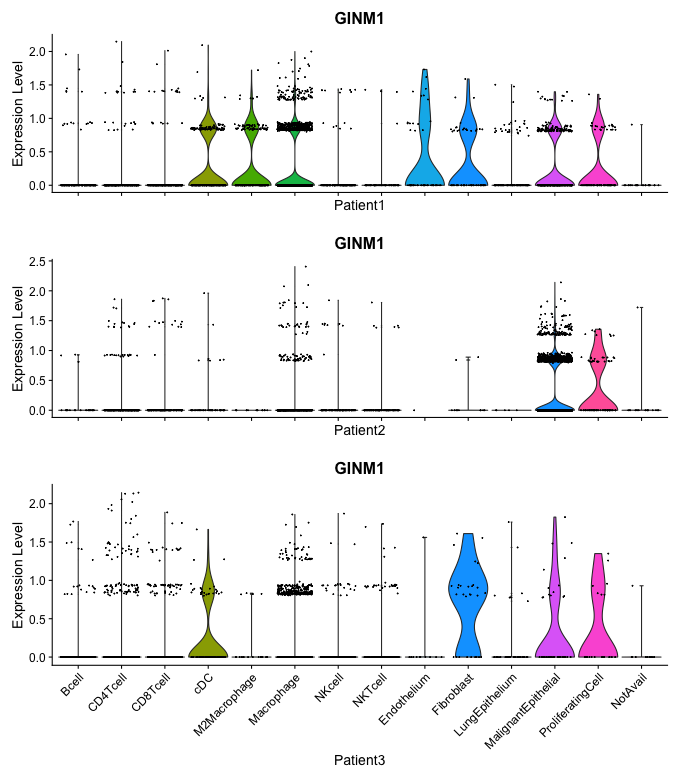 GINM1
Expression Level
2.0
1.5
1.0
0.5
0.0
Patient1
GINM1
Expression Level
2.5
2.0
1.5
1.0
0.5
0.0
Patient2
GINM1
Expression Level
2.0
1.5
1.0
0.5
0.0
Bcell
CD4Tcell
CD8Tcell
cDC
M2Macrophage
Macrophage
NKcell
NKTcell
Endothelium
Fibroblast
LungEpithelium
MalignantEpithelial
ProliferatingCell
NotAvail
Patient3